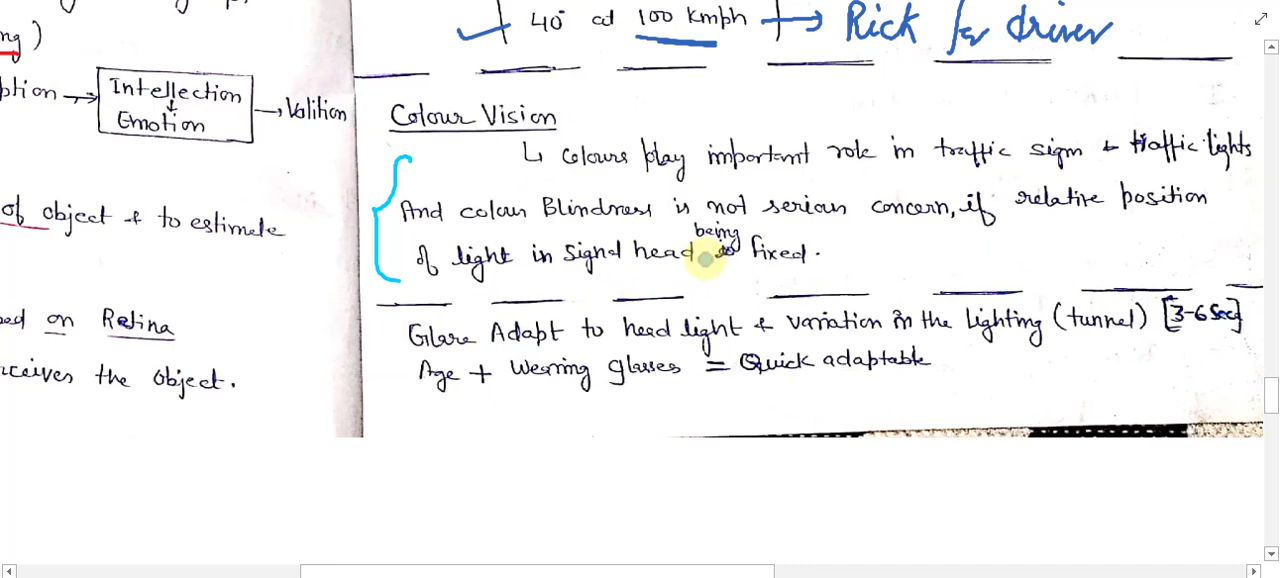 ng)
ption → Intellection ↓ Emotion → Valition
of object & to estimate
on Retina
ceives the object.
40° at 100 kmph → Rick for driver
Colour Vision
↳ colours play important role in traffic sign & traffic lights
And colour Blindness is not serious concern, if relative position
of light in signal head being fixed.
Glare Adapt to head light & variation in the lighting (tunnel) [3-6 sec]
Age + Wearing glasses = Quick adaptable